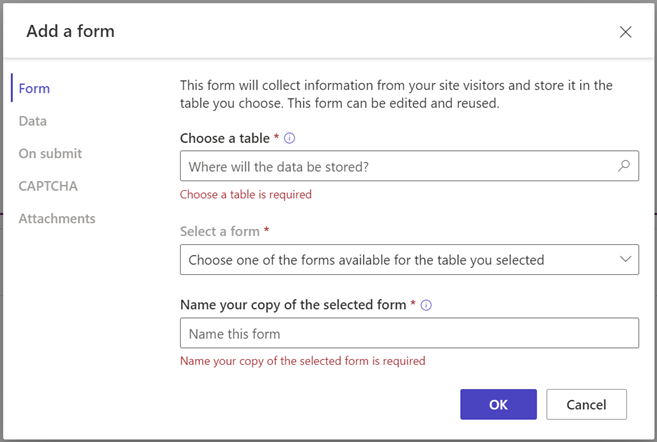 Add a form
Form
Data
On submit
CAPTCHA
Attachments
This form will collect information from your site visitors and store it in the
table you choose. This form can be edited and reused.
Choose a table *
Where will the data be stored?
Choose a table is required
Select a form *
Choose one of the forms available for the table you selected
Name your copy of the selected form *
Name this form
Name your copy of the selected form is required
OK
Cancel